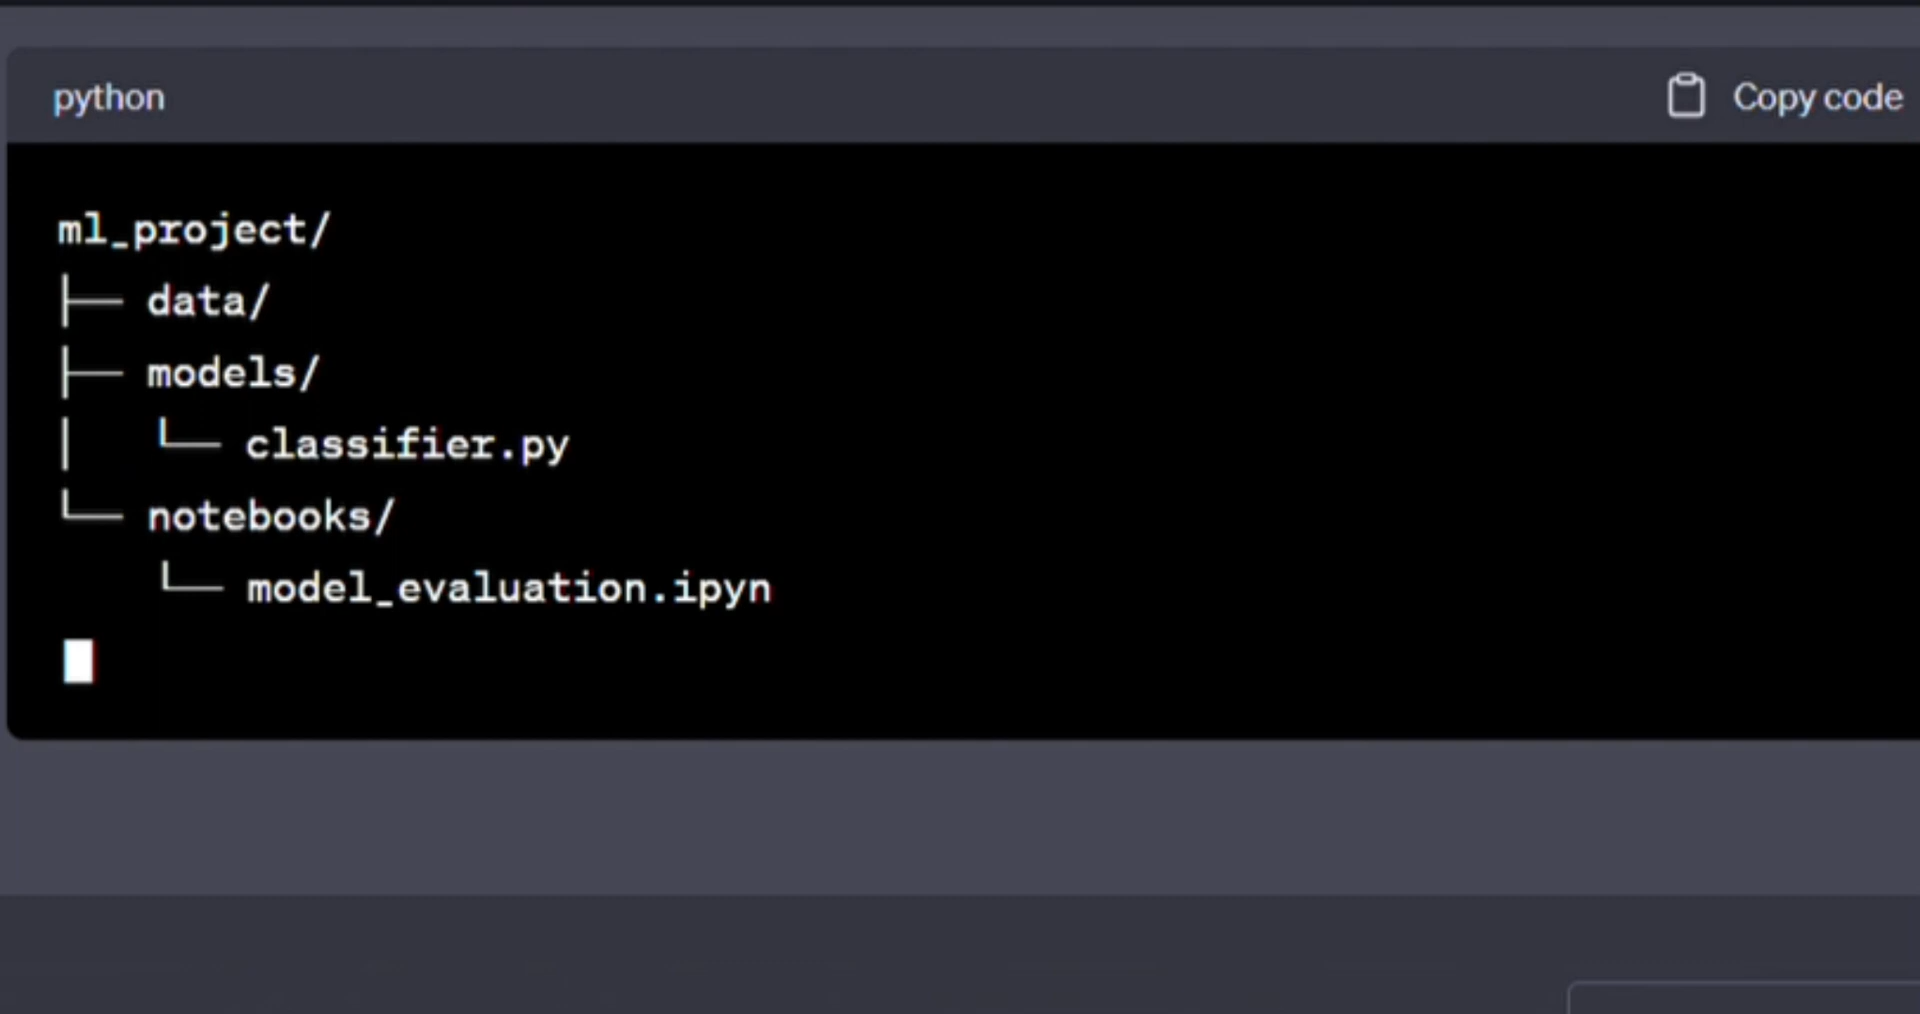 python Copy code
ml_project/
├── data/
├── models/
│   └── classifier.py
└── notebooks/
    └── model_evaluation.ipyn